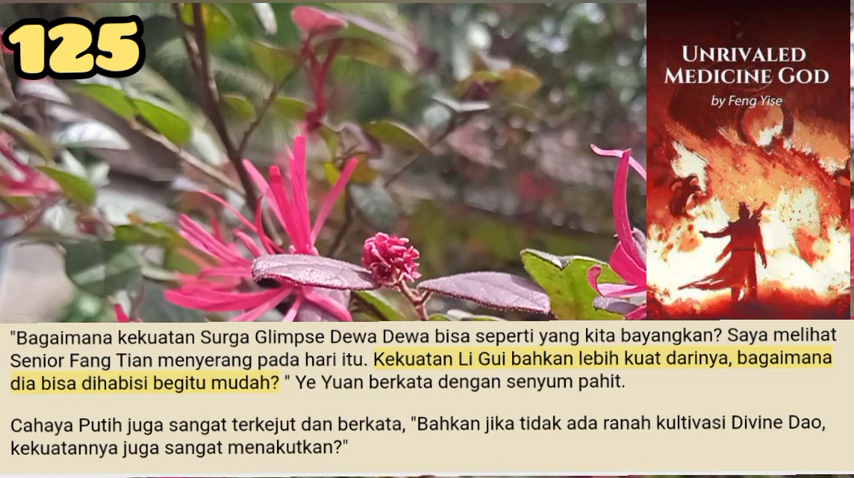 125
UNRIVALED
MEDICINE GOD
by Feng Yise
"Bagaimana kekuatan Surga Glimpse Dewa Dewa bisa seperti yang kita bayangkan? Saya melihat
Senior Fang Tian menyerang pada hari itu. Kekuatan Li Gui bahkan lebih kuat darinya, bagaimana
dia bisa dihabisi begitu mudah? " Ye Yuan berkata dengan senyum pahit.
Cahaya Putih juga sangat terkejut dan berkata, "Bahkan jika tidak ada ranah kultivasi Divine Dao,
kekuatannya juga sangat menakutkan?"